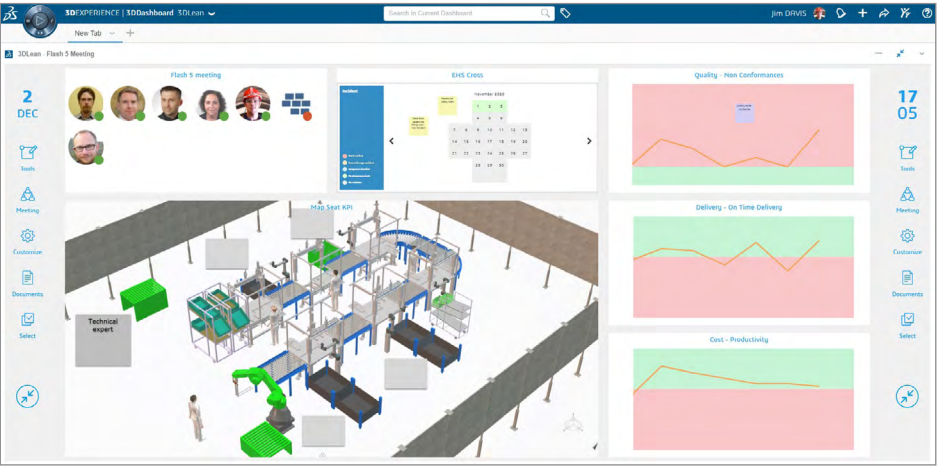 3DEXPERIENCE | 3DDashboard 3DLean
Search in Current Dashboard
Jim DAVIS
New Tab
3DLean - Flash 5 Meeting
2
DEC
Tools
Meeting
Customize
Documents
Select
Flash 5 meeting
EHS Cross
Incident
November 2020
1 2 3
4 5 6
7 8 9 10 11 12 13
14 15 16 17 18 19 20
21 22 23 24 25 26 27
28 29 30
Quality - Non Conformances
Map Seat KPI
Technical
expert
Delivery - On Time Delivery
Cost - Productivity
17
05
Tools
Meeting
Customize
Documents
Select